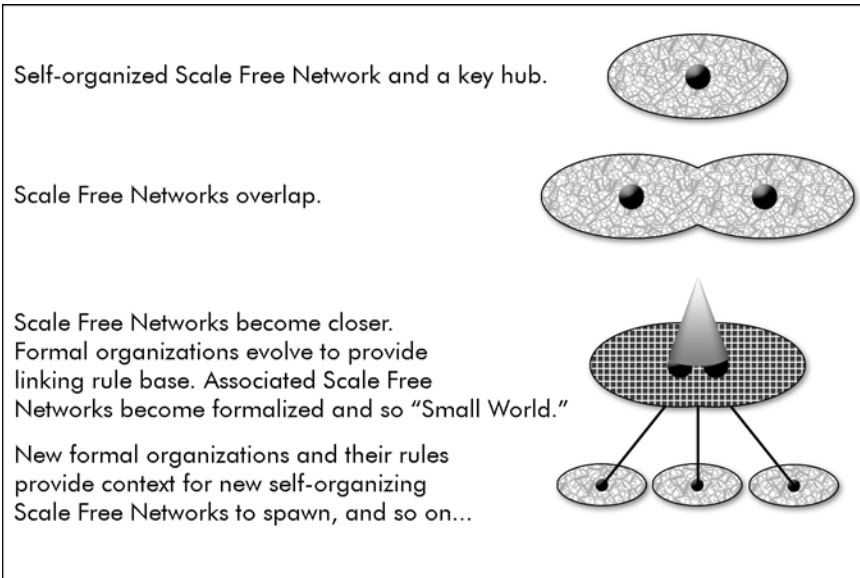 Self-organized Scale Free Network and a key hub.
Scale Free Networks overlap.
Scale Free Networks become closer.
Formal organizations evolve to provide
linking rule base. Associated Scale Free
Networks become formalized and so “Small World.”
New formal organizations and their rules
provide context for new self-organizing
Scale Free Networks to spawn, and so on...